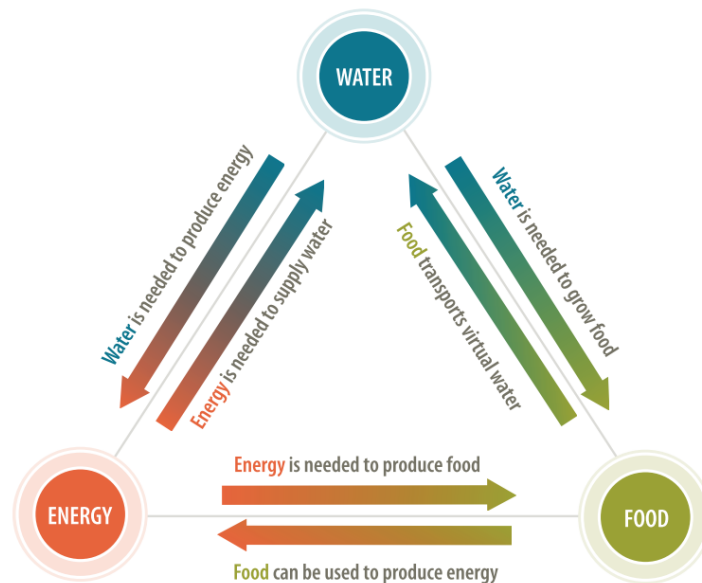 WATER
Water is needed to produce energy
Energy is needed to supply water
Water is needed to grow food
Food transports virtual water
Energy is needed to produce food
ENERGY
FOOD
Food can be used to produce energy